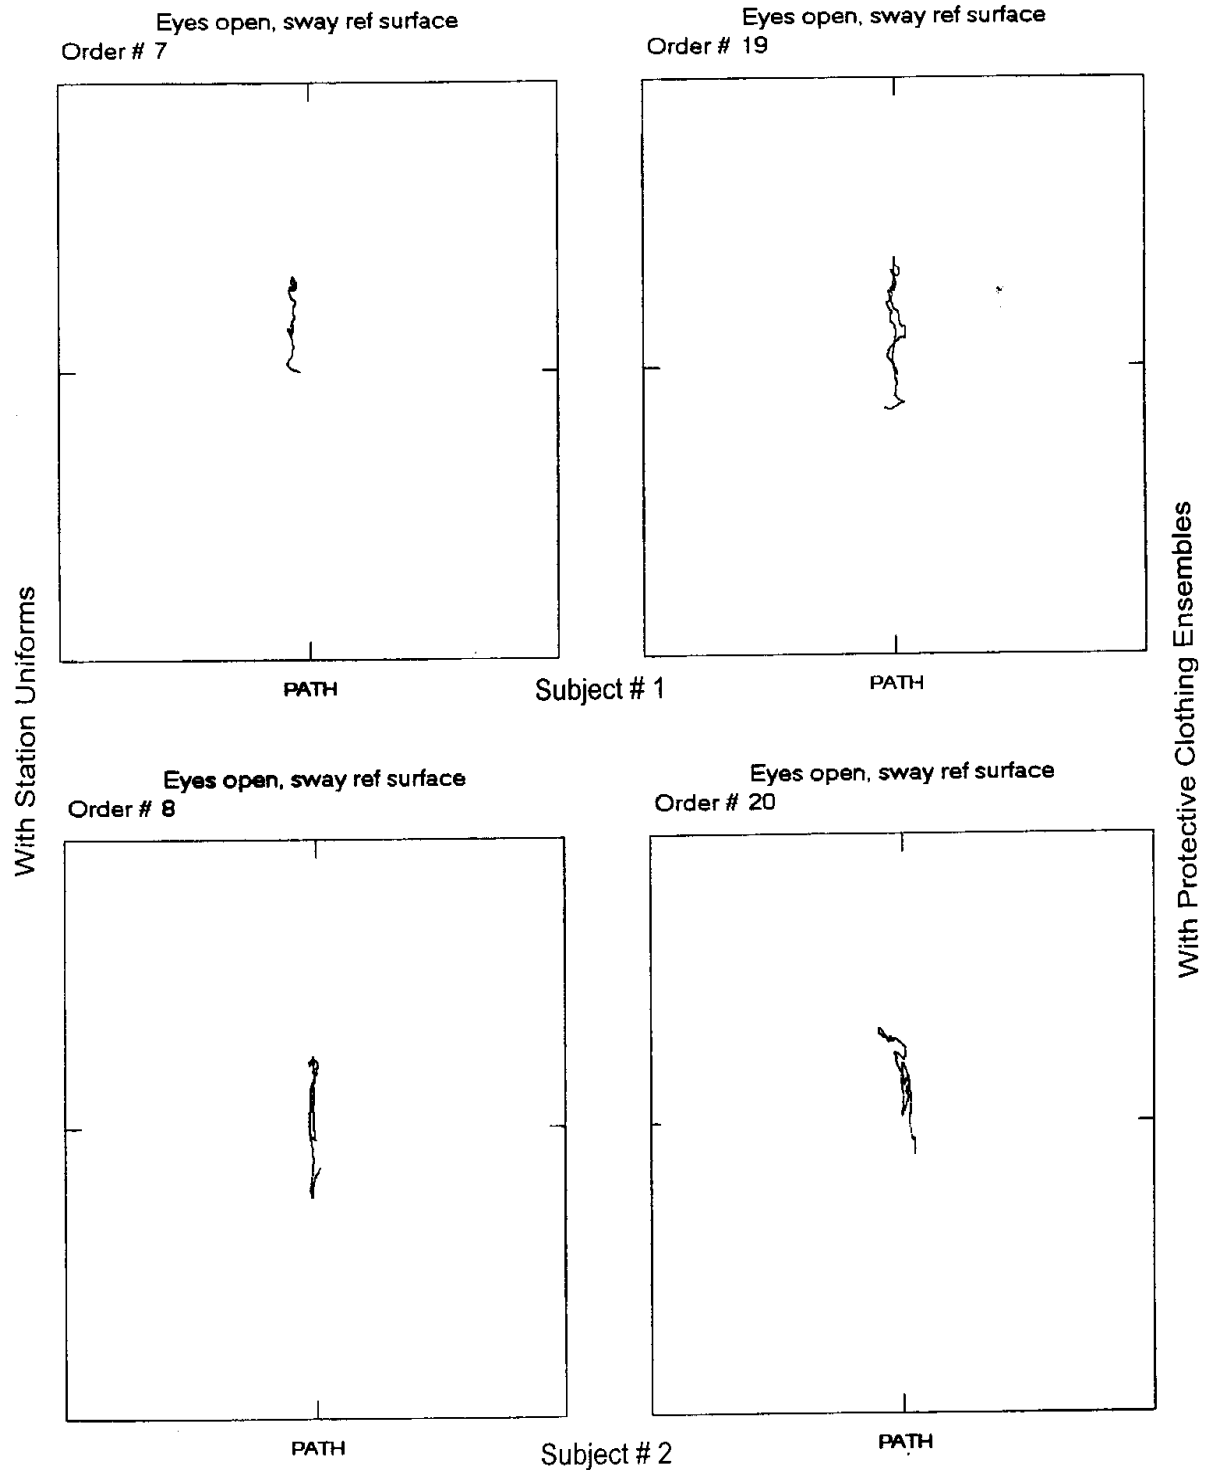 Eyes open, sway ref surface
Order # 7
Eyes open, sway ref surface
Order # 19
PATH
Subject # 1
PATH
With Station Uniforms
With Protective Clothing Ensembles
Eyes open, sway ref surface
Order # 8
Eyes open, sway ref surface
Order # 20
PATH
Subject # 2
PATH